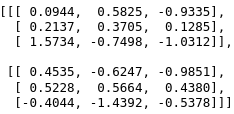 [[[ 0.0944,  0.5825, -0.9335],
  [ 0.2137,  0.3705,  0.1285],
  [ 1.5734, -0.7498, -1.0312]],
 [[ 0.4535, -0.6247, -0.9851],
  [ 0.5228,  0.5664,  0.4380],
  [-0.4044, -1.4392, -0.5378]]]